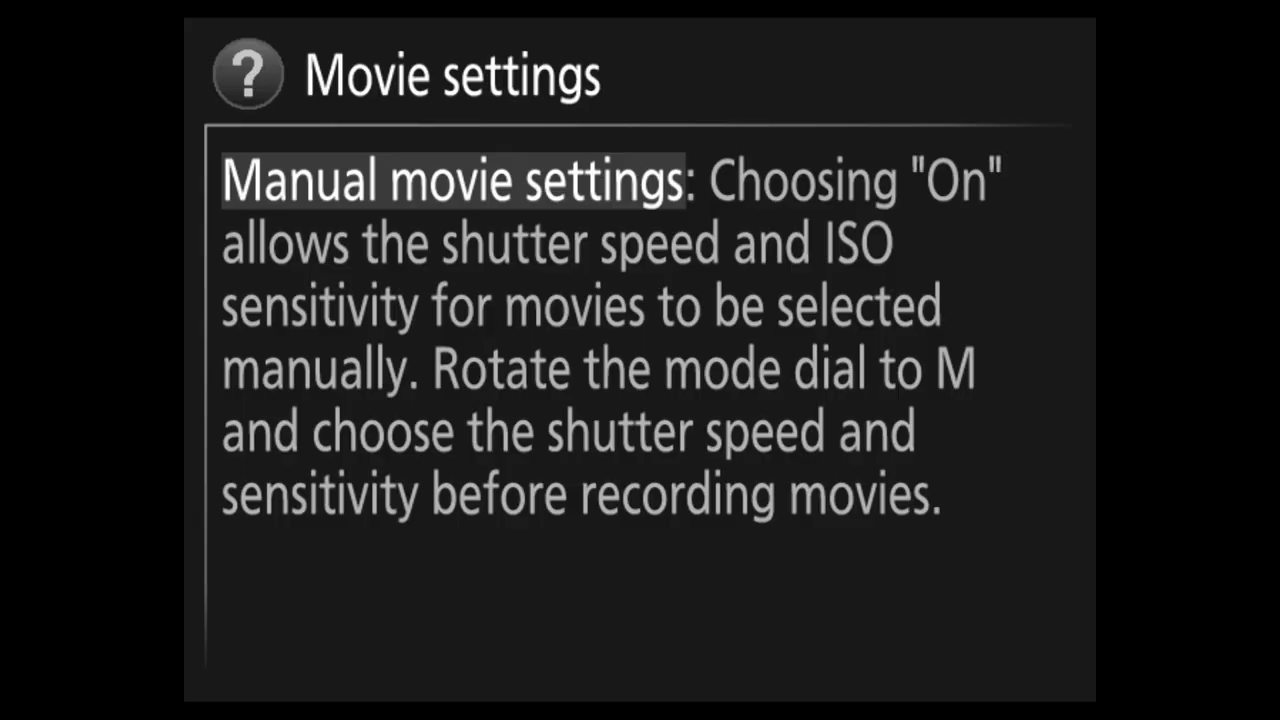 ? Movie settings
Manual movie settings: Choosing "On"
allows the shutter speed and ISO
sensitivity for movies to be selected
manually. Rotate the mode dial to M
and choose the shutter speed and
sensitivity before recording movies.